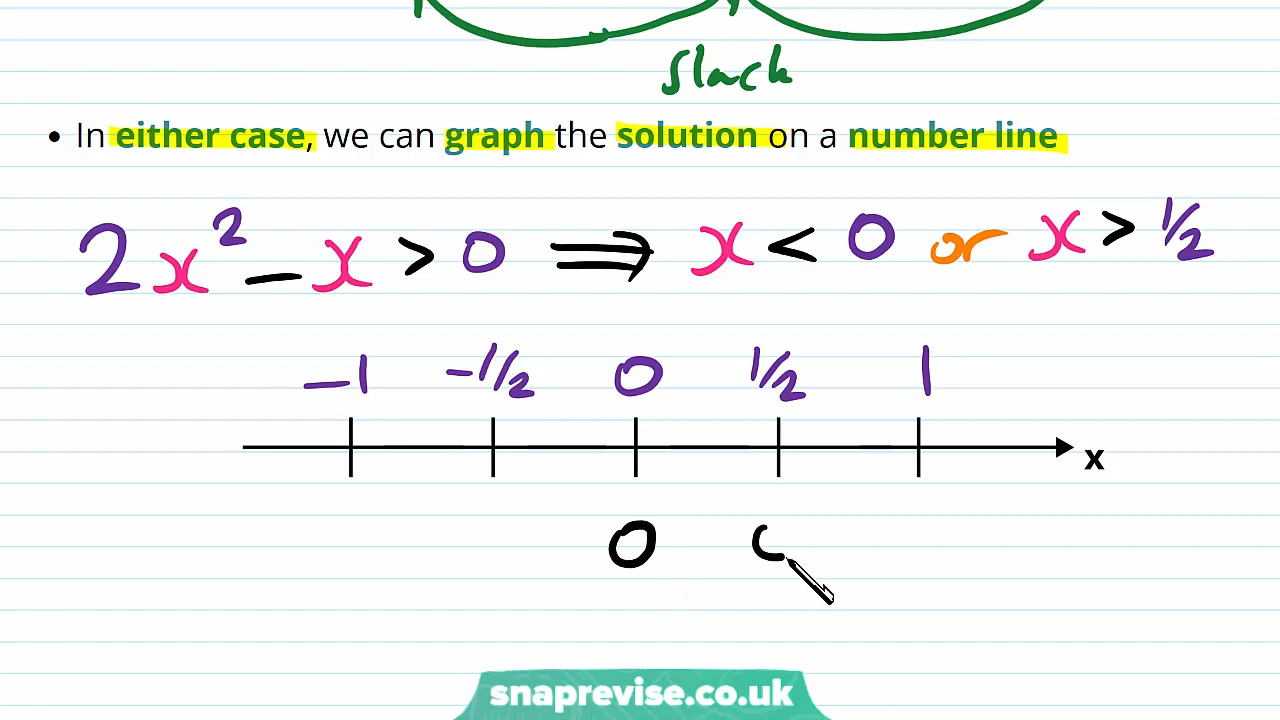 Slack
• In either case, we can graph the solution on a number line
2x² - x > 0 ⟹ x < 0 or x > 1/2
-1 -1/2 0 1/2 1
x
snaprevise.co.uk